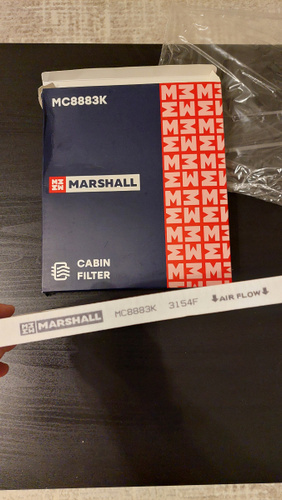 MC8883K
MARSHALL
CABIN
FILTER
MARSHALL MC8883K 3154F AIR FLOW